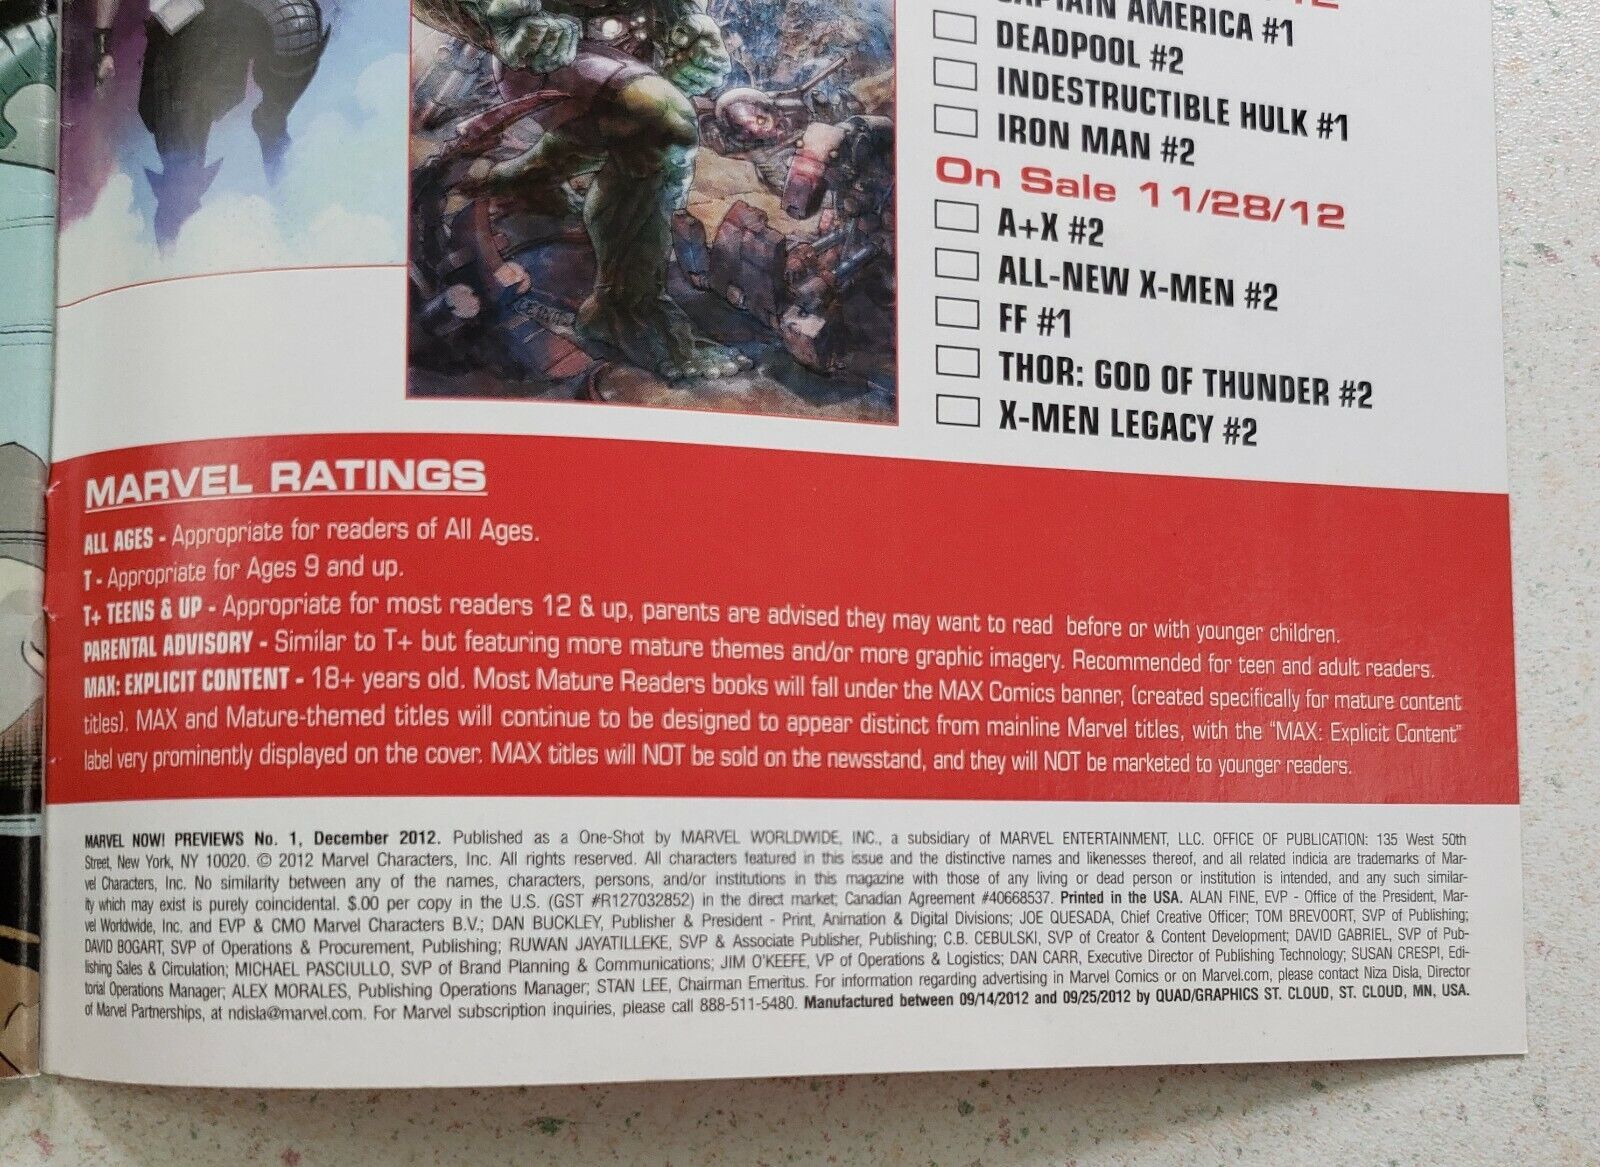 CAPTAIN AMERICA #1
DEADPOOL #2
INDESTRUCTIBLE HULK #1
IRON MAN #2
On Sale 11/28/12
A+X #2
ALL-NEW X-MEN #2
FF #1
THOR: GOD OF THUNDER #2
X-MEN LEGACY #2
MARVEL RATINGS
ALL AGES - Appropriate for readers of All Ages.
T - Appropriate for Ages 9 and up.
T+ TEENS & UP - Appropriate for most readers 12 & up, parents are advised they may want to read before or with younger children.
PARENTAL ADVISORY - Similar to T+ but featuring more mature themes and/or more graphic imagery. Recommended for teen and adult readers.
MAX: EXPLICIT CONTENT - 18+ years old. Most Mature Readers books will fall under the MAX Comics banner, (created specifically for mature content
titles). MAX and Mature-themed titles will continue to be designed to appear distinct from mainline Marvel titles, with the "MAX: Explicit Content"
label very prominently displayed on the cover. MAX titles will NOT be sold on the newsstand, and they will NOT be marketed to younger readers.
MARVEL NOW! PREVIEWS No. 1, December 2012. Published as a One-Shot by MARVEL WORLDWIDE, INC., a subsidiary of MARVEL ENTERTAINMENT, LLC. OFFICE OF PUBLICATION: 135 West 50th
Street, New York, NY 10020. © 2012 Marvel Characters, Inc. All rights reserved. All characters featured in this issue and the distinctive names and likenesses thereof, and all related indicia are trademarks of Mar-
vel Characters, Inc. No similarity between any of the names, characters, persons, and/or institutions in this magazine with those of any living or dead person or institution is intended, and any such similar-
ity which may exist is purely coincidental. $.00 per copy in the U.S. (GST #R127032852) in the direct market; Canadian Agreement #40668537. Printed in the USA. ALAN FINE, EVP - Office of the President, Mar-
vel Worldwide, Inc. and EVP & CMO Marvel Characters B.V.; DAN BUCKLEY, Publisher & President - Print, Animation & Digital Divisions; JOE QUESADA, Chief Creative Officer; TOM BREVOORT, SVP of Publishing;
DAVID BOGART, SVP of Operations & Procurement, Publishing; RUWAN JAYATILLEKE, SVP & Associate Publisher, Publishing; C.B. CEBULSKI, SVP of Creator & Content Development; DAVID GABRIEL, SVP of Pub-
lishing Sales & Circulation; MICHAEL PASCIULLO, SVP of Brand Planning & Communications; JIM O'KEEFE, VP of Operations & Logistics; DAN CARR, Executive Director of Publishing Technology; SUSAN CRESPI, Edi-
torial Operations Manager; ALEX MORALES, Publishing Operations Manager; STAN LEE, Chairman Emeritus. For information regarding advertising in Marvel Comics or on Marvel.com, please contact Niza Disla, Director
of Marvel Partnerships, at ndisla@marvel.com. For Marvel subscription inquiries, please call 888-511-5480. Manufactured between 09/14/2012 and 09/25/2012 by QUAD/GRAPHICS ST. CLOUD, ST. CLOUD, MN, USA.